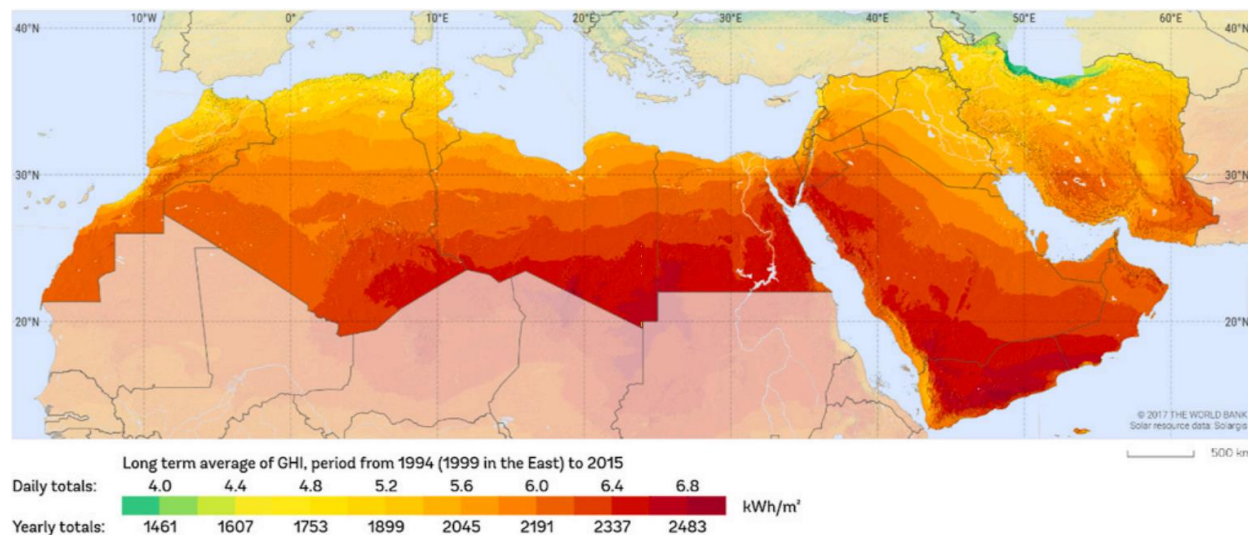 10°W 0° 10°E 20°E 30°E 40°E 50°E 60°E
40°N 40°N
30°N 30°N
20°N 20°N
© 2017 THE WORLD BANK
Solar resource data: Solargis
500 km
Long term average of GHI, period from 1994 (1999 in the East) to 2015
Daily totals: 4.0 4.4 4.8 5.2 5.6 6.0 6.4 6.8
kWh/m²
Yearly totals: 1461 1607 1753 1899 2045 2191 2337 2483